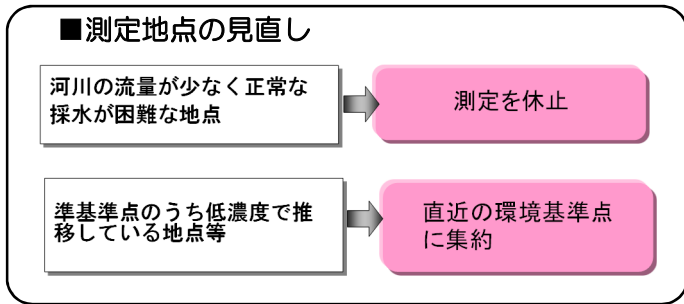 ■測定地点の見直し
河川の流量が少なく正常な
採水が困難な地点
測定を休止
準基準点のうち低濃度で推
移している地点等
直近の環境基準点
に集約